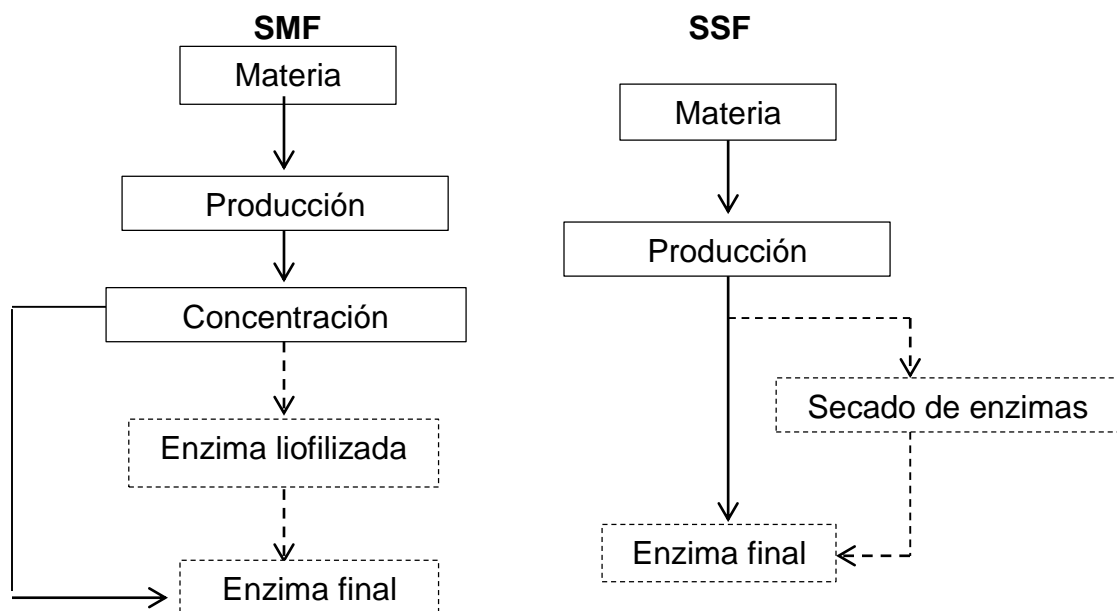 SMF
Materia
Producción
Concentración
Enzima liofilizada
Enzima final
SSF
Materia
Producción
Secado de enzimas
Enzima final